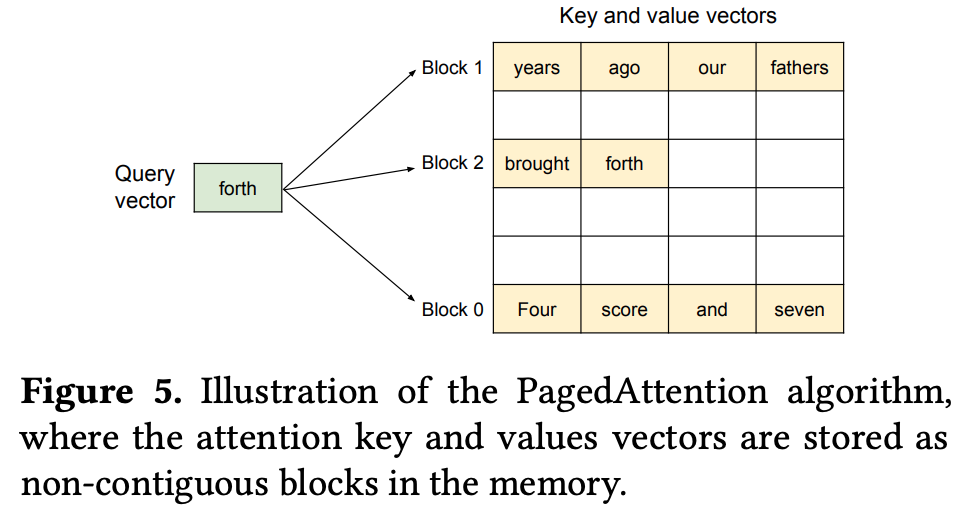 Key and value vectors
Block 1 years ago our fathers
Query vector
forth
Block 2 brought forth
Block 0 Four score and seven
Figure 5. Illustration of the PagedAttention algorithm,
where the attention key and values vectors are stored as
non-contiguous blocks in the memory.